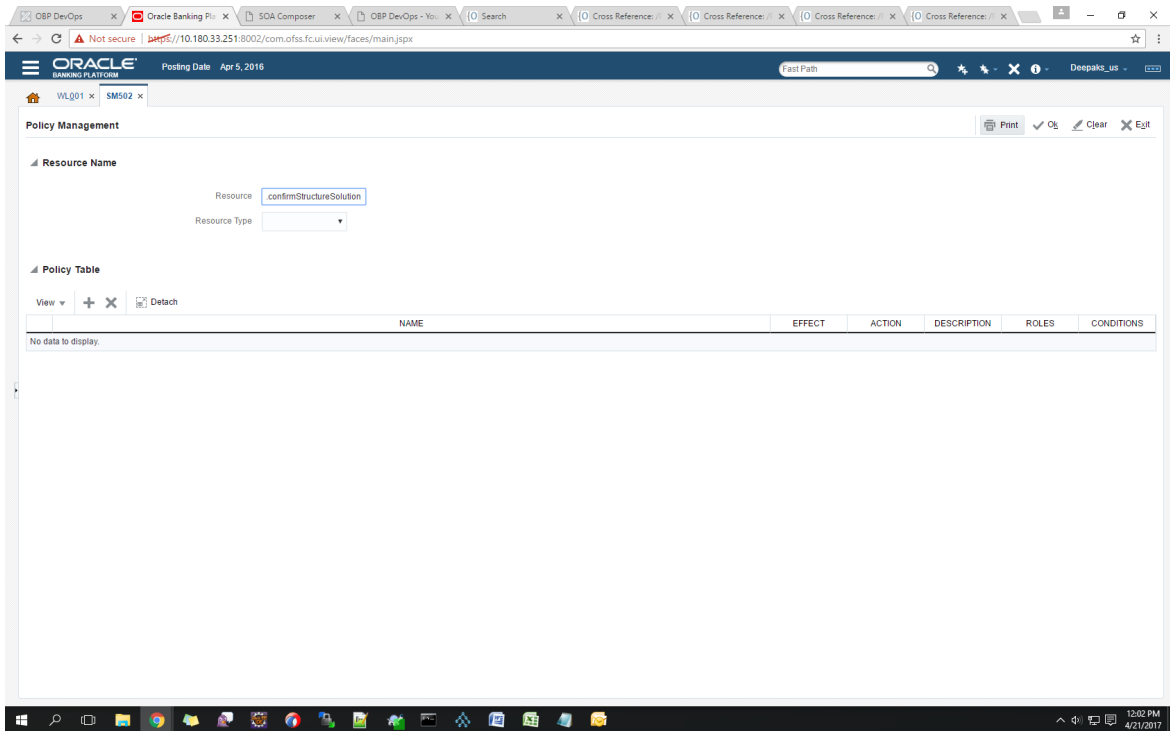 OBP DevOps
Oracle Banking Pla
SOA Composer
OBP DevOps - You
Search
Cross Reference: /
Cross Reference: /
Cross Reference: /
Cross Reference: /
Not secure | https://10.180.33.251:8002/com.ofss.fc.ui.view/faces/main.jspx
ORACLE
BANKING PLATFORM
Posting Date Apr 5, 2016
Fast Path
Deepaks_us
WL001 SM502
Policy Management
Print Ok Clear Exit
Resource Name
Resource .confirmStructureSolution
Resource Type
Policy Table
View Detach
NAME EFFECT ACTION DESCRIPTION ROLES CONDITIONS
No data to display.
12:02 PM
4/21/2017